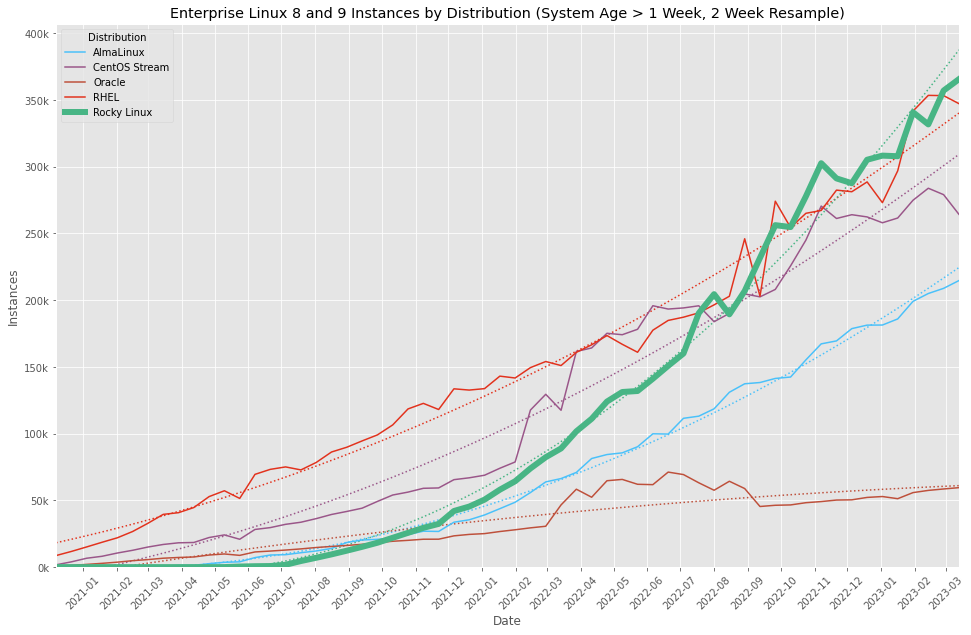 Enterprise Linux 8 and 9 Instances by Distribution (System Age > 1 Week, 2 Week Resample)
Distribution
AlmaLinux
CentOS Stream
Oracle
RHEL
Rocky Linux
400k
350k
300k
250k
200k
150k
100k
50k
0k
Instances
2021-01
2021-02
2021-03
2021-04
2021-05
2021-06
2021-07
2021-08
2021-09
2021-10
2021-11
2021-12
2022-01
2022-02
2022-03
2022-04
2022-05
2022-06
2022-07
2022-08
2022-09
2022-10
2022-11
2022-12
2023-01
2023-02
2023-03
Date